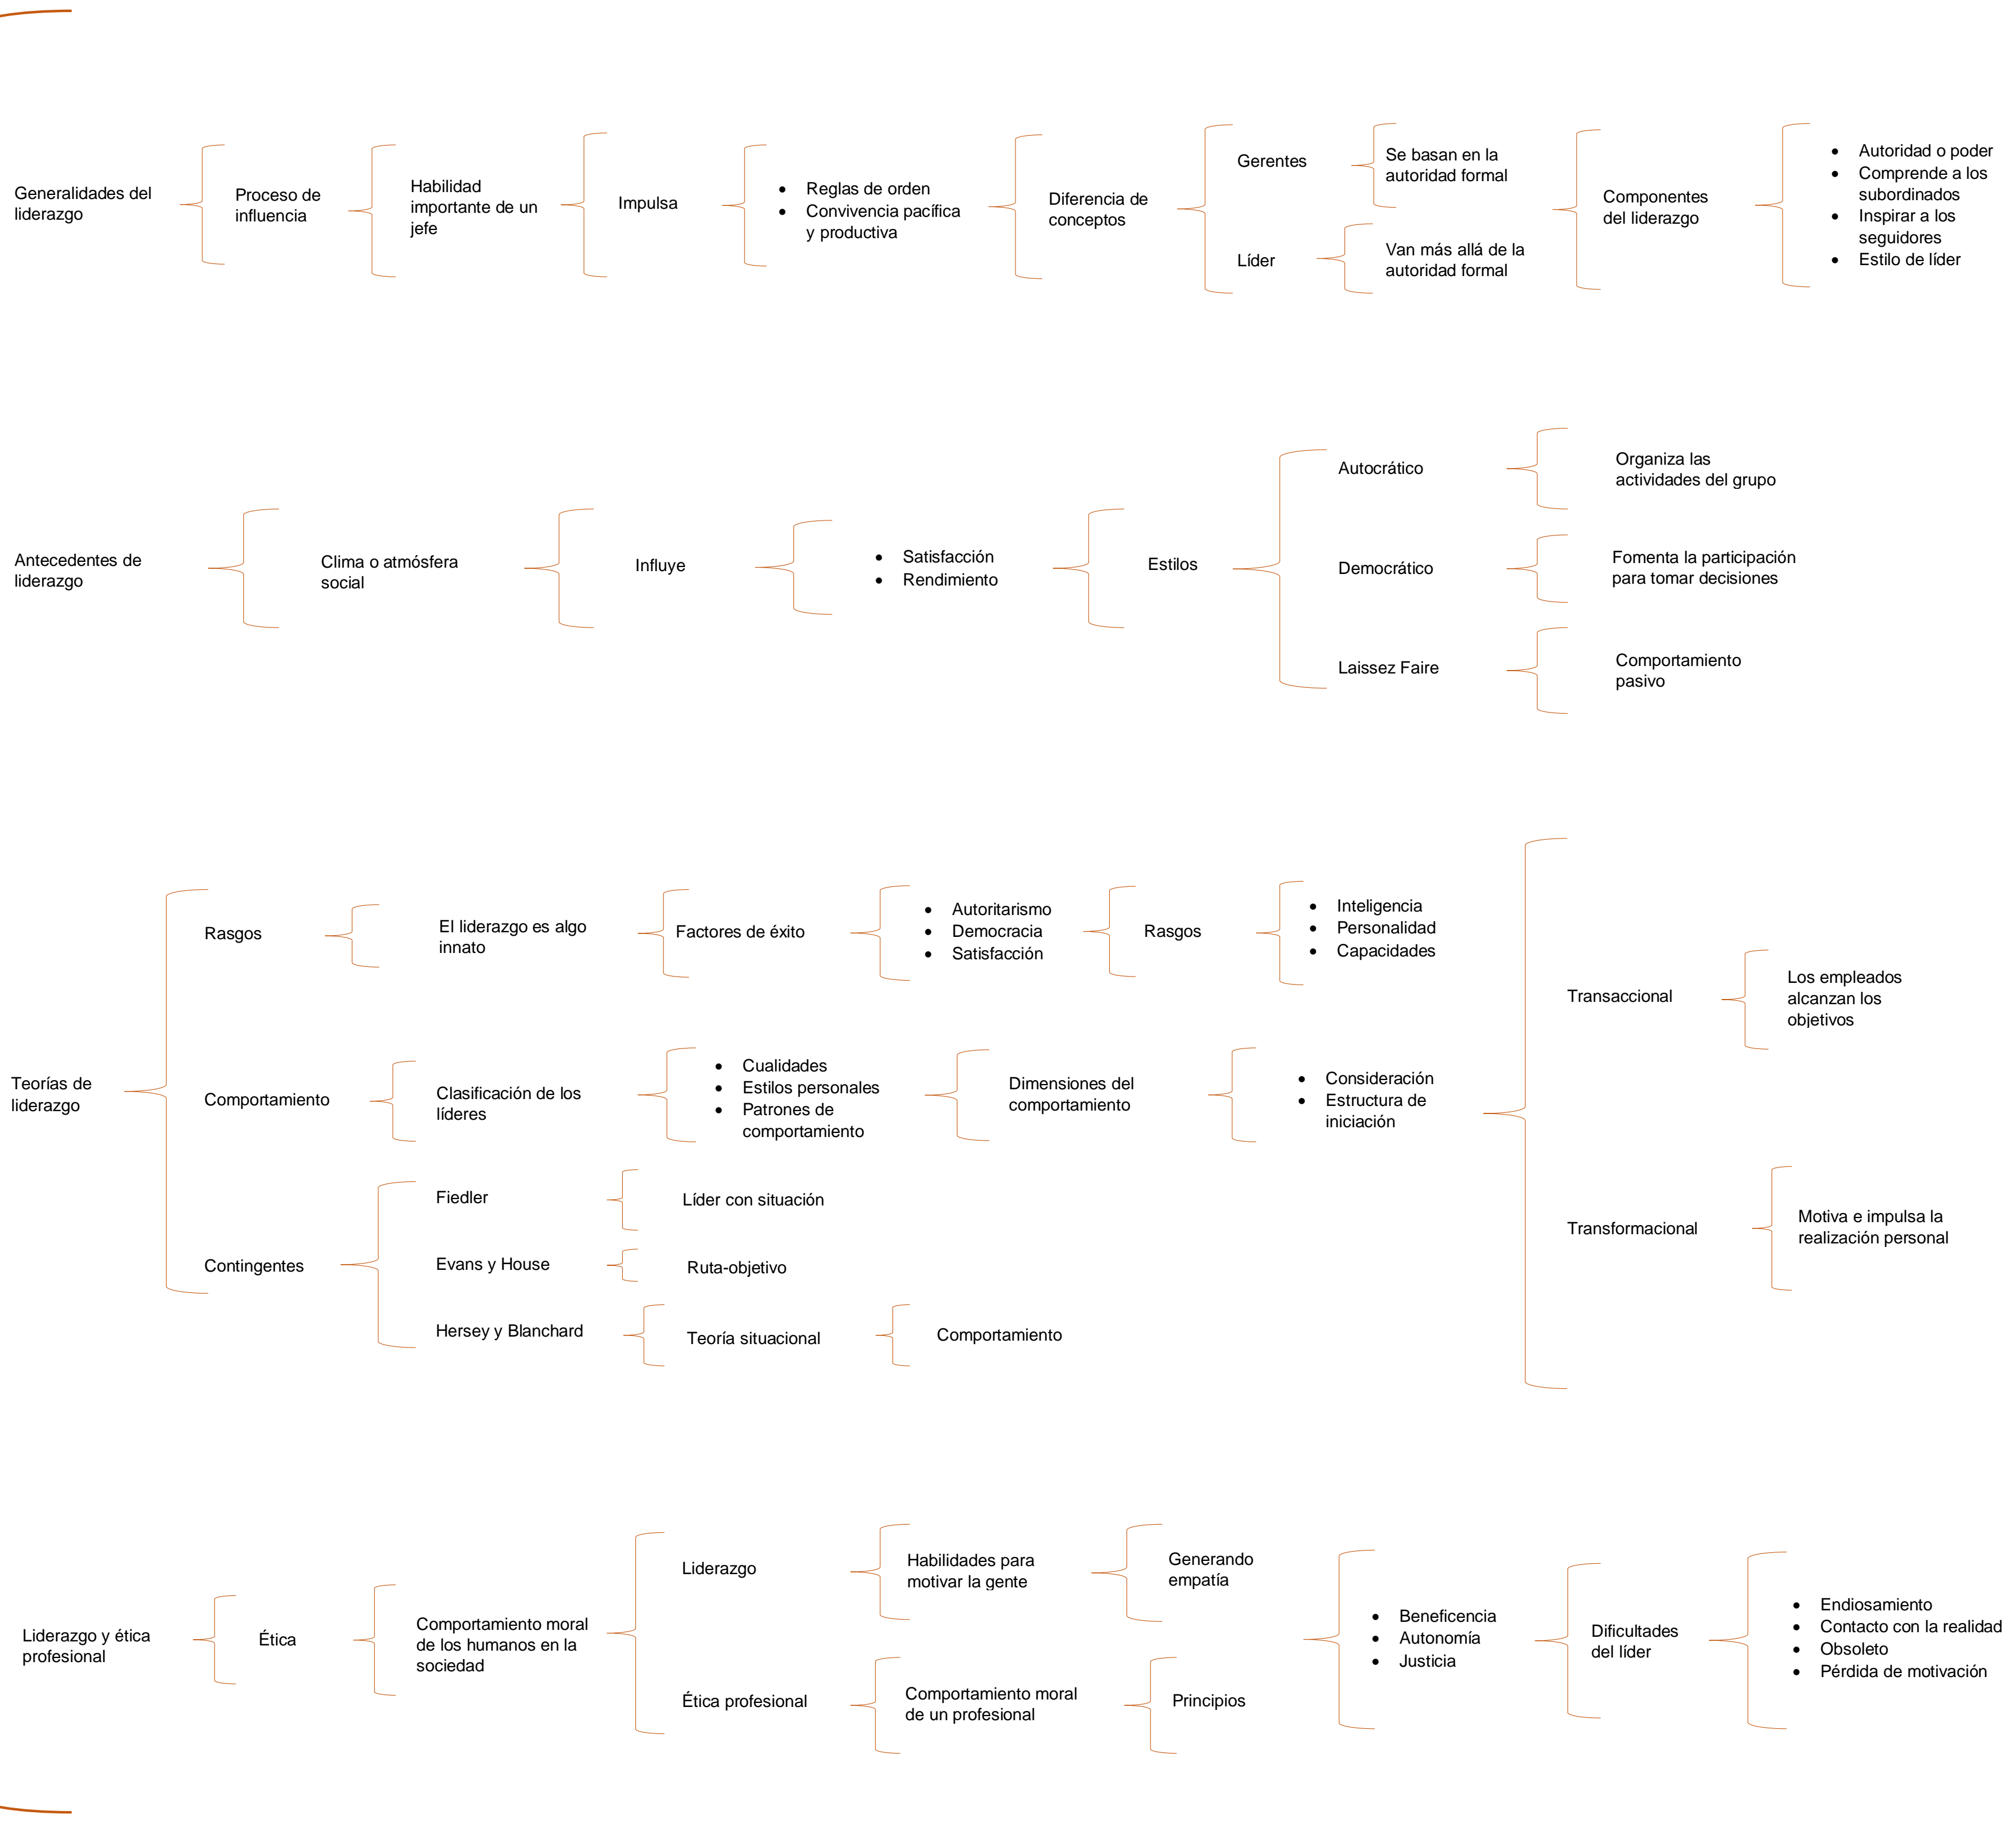 Generalidades del
liderazgo
Proceso de
influencia
Habilidad
importante de un
jefe
Impulsa
• Reglas de orden
• Convivencia pacífica
y productiva
Diferencia de
conceptos
Gerentes
Se basan en la
autoridad formal
Líder
Van más allá de la
autoridad formal
Componentes
del liderazgo
• Autoridad o poder
• Comprende a los
subordinados
• Inspirar a los
seguidores
• Estilo de líder
Antecedentes de
liderazgo
Clima o atmósfera
social
Influye
• Satisfacción
• Rendimiento
Estilos
Autocrático
Organiza las
actividades del grupo
Democrático
Fomenta la participación
para tomar decisiones
Laissez Faire
Comportamiento
pasivo
Teorías de
liderazgo
Rasgos
El liderazgo es algo
innato
Factores de éxito
• Autoritarismo
• Democracia
• Satisfacción
Rasgos
• Inteligencia
• Personalidad
• Capacidades
Comportamiento
Clasificación de los
líderes
• Cualidades
• Estilos personales
• Patrones de
comportamiento
Dimensiones del
comportamiento
• Consideración
• Estructura de
iniciación
Contingentes
Fiedler
Líder con situación
Evans y House
Ruta-objetivo
Hersey y Blanchard
Teoría situacional
Comportamiento
Transaccional
Los empleados
alcanzan los
objetivos
Transformacional
Motiva e impulsa la
realización personal
Liderazgo y ética
profesional
Ética
Comportamiento moral
de los humanos en la
sociedad
Liderazgo
Habilidades para
motivar la gente
Generando
empatía
Ética profesional
Comportamiento moral
de un profesional
Principios
• Beneficencia
• Autonomía
• Justicia
Dificultades
del líder
• Endiosamiento
• Contacto con la realidad
• Obsoleto
• Pérdida de motivación